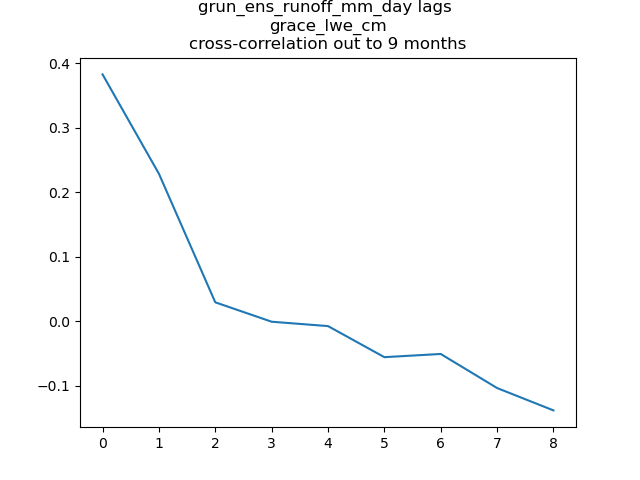 grun_ens_runoff_mm_day lags
grace_lwe_cm
cross-correlation out to 9 months
0.4
0.3
0.2
0.1
0.0
−0.1
0 1 2 3 4 5 6 7 8